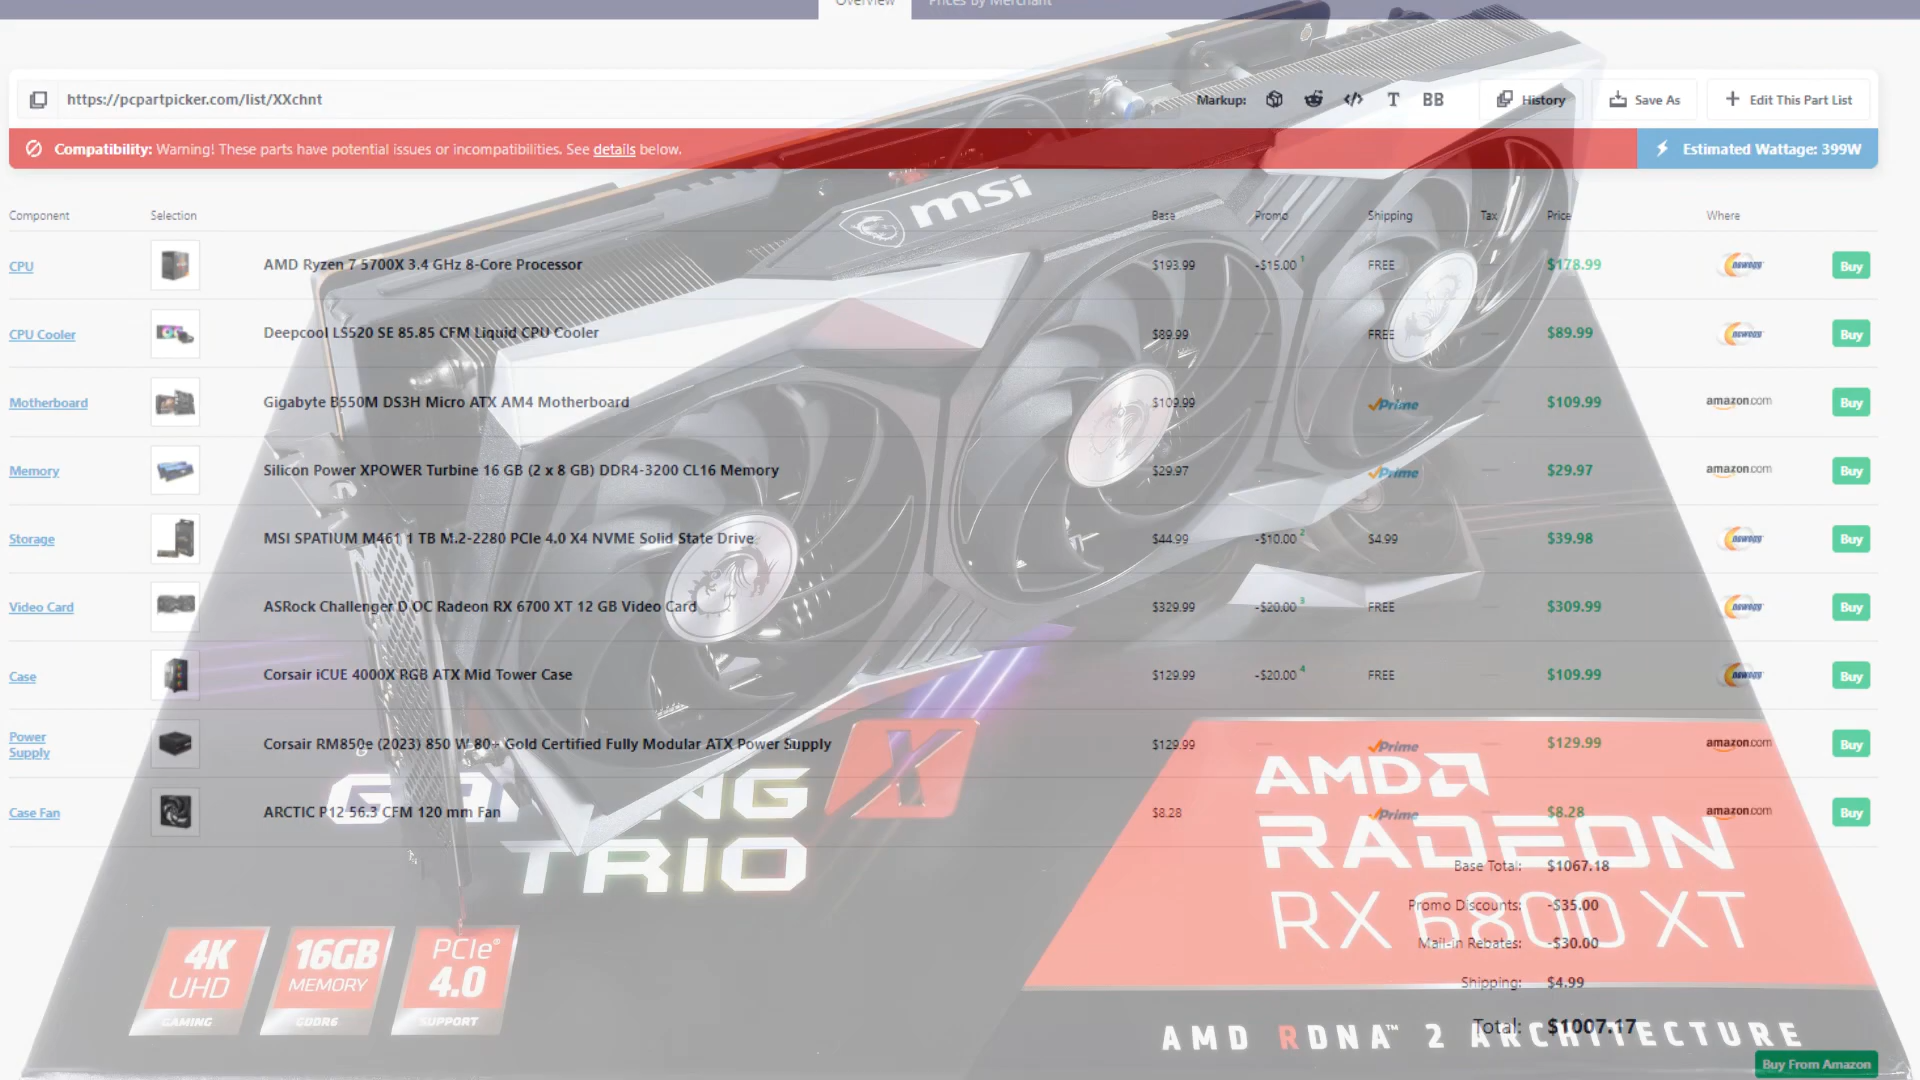 Overview Prices by Merchant
https://pcpartpicker.com/list/XXchnt Markup: </> T BB History Save As + Edit This Part List
Compatibility: Warning! These parts have potential issues or incompatibilities. See details below. Estimated Wattage: 399W
msi
Component Selection Base Promo Shipping Tax Price Where
CPU AMD Ryzen 7 5700X 3.4 GHz 8-Core Processor $193.99 -$15.00 1 FREE $178.99 newegg Buy
CPU Cooler Deepcool LS520 SE 85.85 CFM Liquid CPU Cooler $89.99 — FREE — $89.99 newegg Buy
Motherboard Gigabyte B550M DS3H Micro ATX AM4 Motherboard $109.99 — Prime — $109.99 amazon.com Buy
Memory Silicon Power XPOWER Turbine 16 GB (2 x 8 GB) DDR4-3200 CL16 Memory $29.97 — Prime — $29.97 amazon.com Buy
Storage MSI SPATIUM M461 1 TB M.2-2280 PCIe 4.0 X4 NVME Solid State Drive $44.99 -$10.00 2 $4.99 — $39.98 newegg Buy
Video Card ASRock Challenger D OC Radeon RX 6700 XT 12 GB Video Card $329.99 -$20.00 3 FREE — $309.99 newegg Buy
Case Corsair iCUE 4000X RGB ATX Mid Tower Case $129.99 -$20.00 4 FREE — $109.99 newegg Buy
Power Supply Corsair RM850e (2023) 850 W 80+ Gold Certified Fully Modular ATX Power Supply $129.99 — Prime — $129.99 amazon.com Buy
Case Fan ARCTIC P12 56.3 CFM 120 mm Fan $8.28 — Prime — $8.28 amazon.com Buy
Base Total: $1067.18
Promo Discounts: -$35.00
Mail-in Rebates: -$30.00
Shipping: $4.99
Total: $1007.17
Buy From Amazon
GAMING X
TRIO
AMD
RADEON
RX 6800 XT
4K
UHD
GAMING
16GB
MEMORY
GDDR6
PCIe®
4.0
SUPPORT
AMD RDNA™ 2 ARCHITECTURE